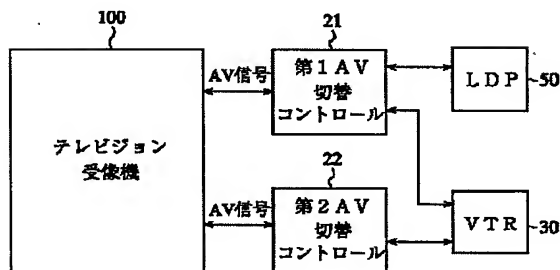 100
テレビジョン
受像機
AV信号
21
第1AV
切替
コントロール
LDP
50
AV信号
22
第2AV
切替
コントロール
VTR
30